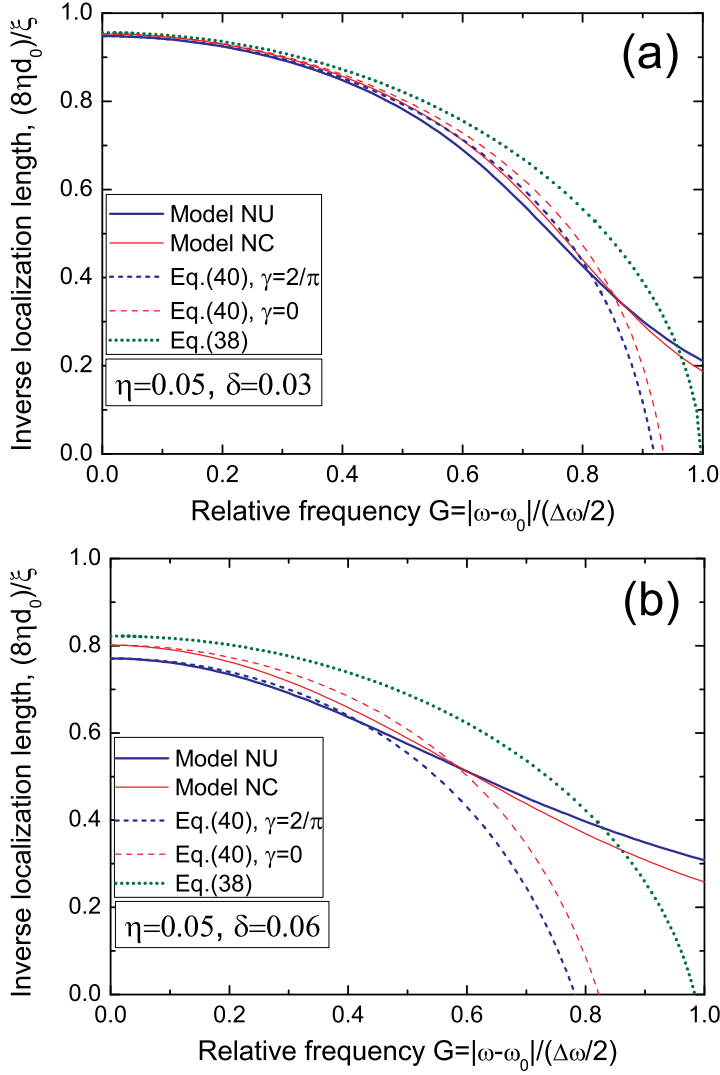 (a)
Inverse localization length, (8ηd₀)/ξ
1.0
0.8
0.6
0.4
0.2
0.0
Model NU
Model NC
Eq.(40), γ=2/π
Eq.(40), γ=0
Eq.(38)
η=0.05, δ=0.03
0.0 0.2 0.4 0.6 0.8 1.0
Relative frequency G=|ω-ω₀|/(Δω/2)
(b)
Inverse localization length, (8ηd₀)/ξ
1.0
0.8
0.6
0.4
0.2
0.0
Model NU
Model NC
Eq.(40), γ=2/π
Eq.(40), γ=0
Eq.(38)
η=0.05, δ=0.06
0.0 0.2 0.4 0.6 0.8 1.0
Relative frequency G=|ω-ω₀|/(Δω/2)